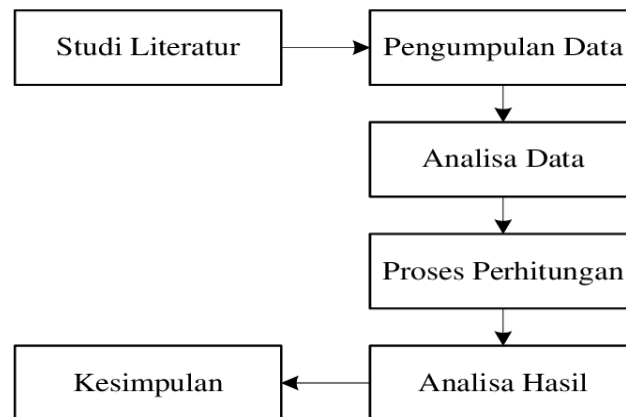 Studi Literatur
Pengumpulan Data
Analisa Data
Proses Perhitungan
Analisa Hasil
Kesimpulan